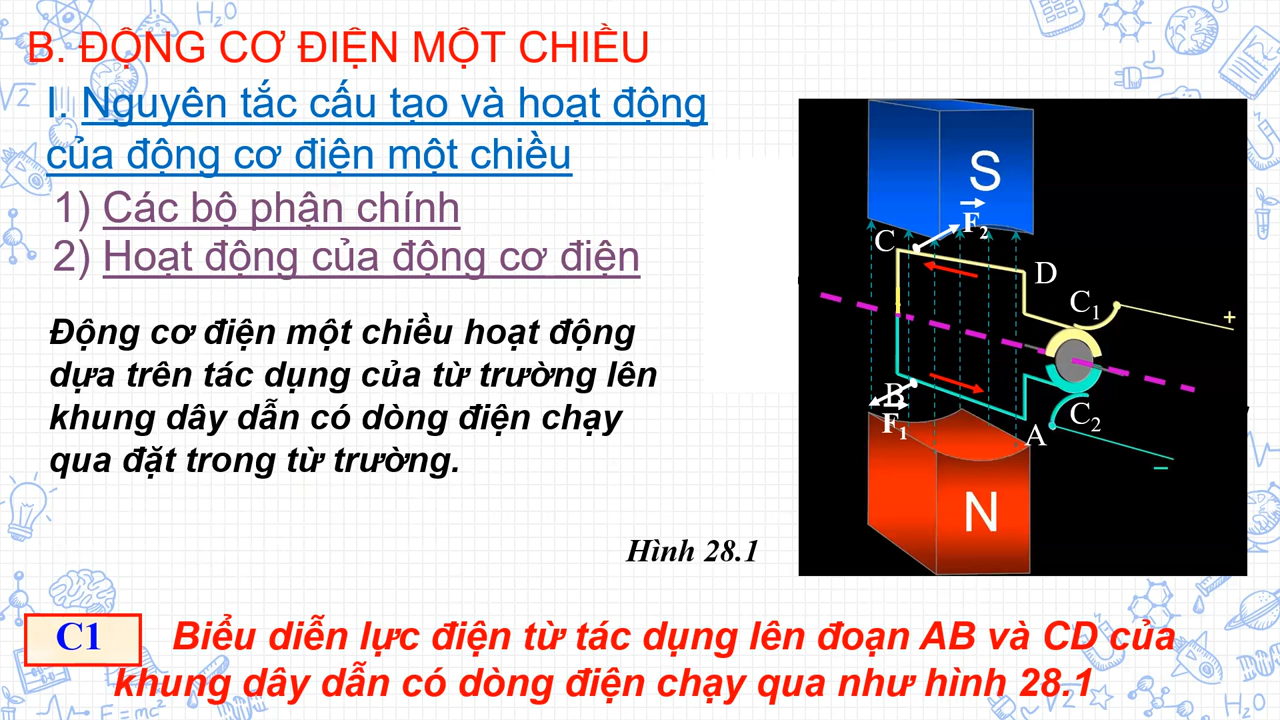 B. ĐỘNG CƠ ĐIỆN MỘT CHIỀU
I. Nguyên tắc cấu tạo và hoạt động
của động cơ điện một chiều
1) Các bộ phận chính
2) Hoạt động của động cơ điện
Động cơ điện một chiều hoạt động
dựa trên tác dụng của từ trường lên
khung dây dẫn có dòng điện chạy
qua đặt trong từ trường.
S
F₂
C
D
C₁
+
B
F₁
A
C₂
–
N
Hình 28.1
C1 Biểu diễn lực điện từ tác dụng lên đoạn AB và CD của
khung dây dẫn có dòng điện chạy qua như hình 28.1
H₂O
√2
E=mc²
H₂O